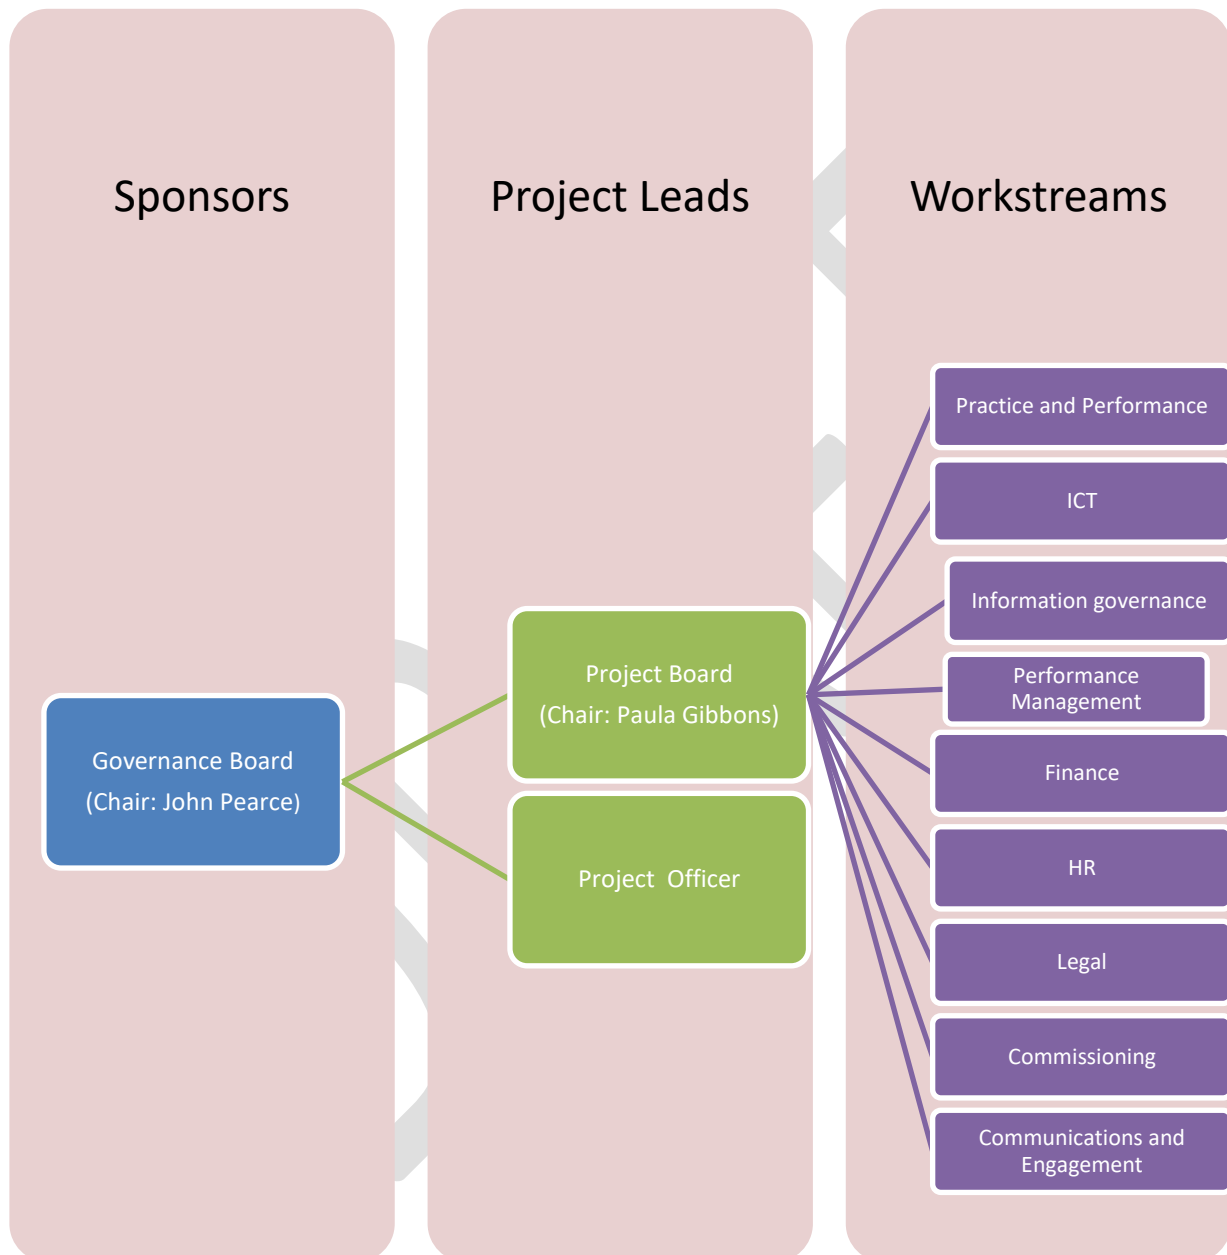 Sponsors
Project Leads
Workstreams
Governance Board
(Chair: John Pearce)
Project Board
(Chair: Paula Gibbons)
Project  Officer
Practice and Performance
ICT
Information governance
Performance
Management
Finance
HR
Legal
Commissioning
Communications and
Engagement